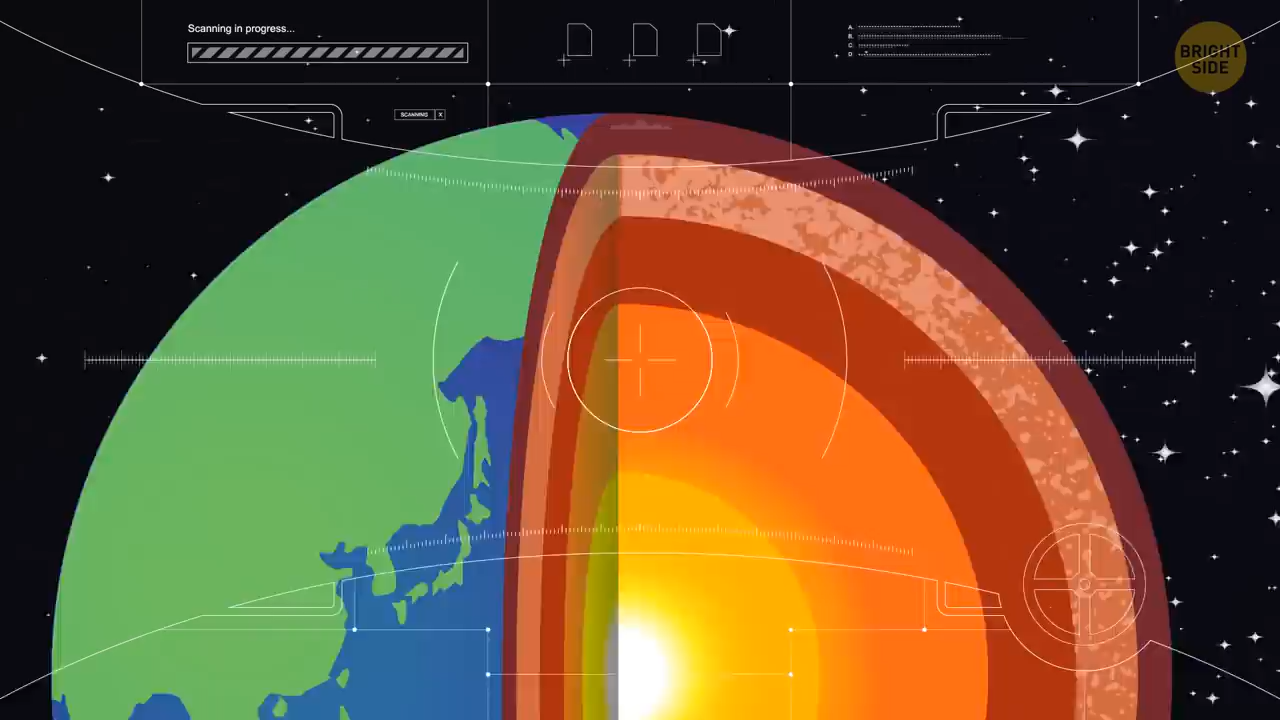 Scanning in progress...
A.
B.
C.
D.
BRIGHT
SIDE
SCANNING X